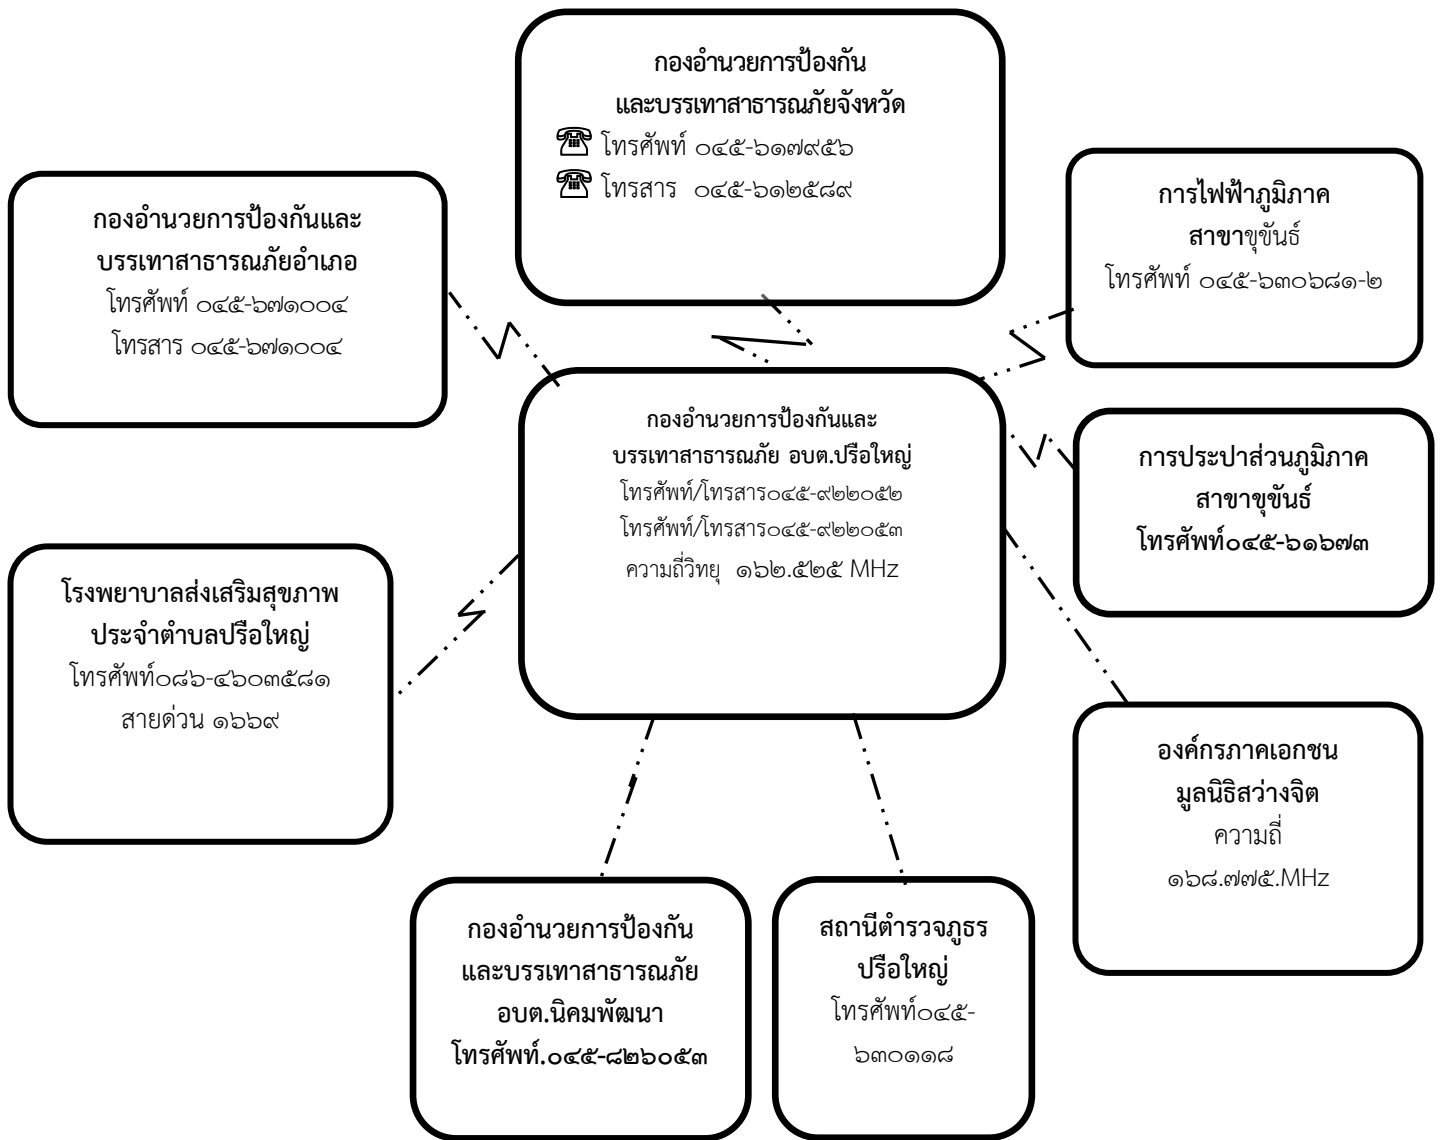 กองอำนวยการป้องกัน
และบรรเทาสาธารณภัยจังหวัด
โทรศัพท์ ๐๔๕-๖๑๗๙๕๖
โทรสาร ๐๔๕-๖๑๒๕๘๙
กองอำนวยการป้องกันและ
บรรเทาสาธารณภัยอำเภอ
โทรศัพท์ ๐๔๕-๖๗๑๐๐๔
โทรสาร ๐๔๕-๖๗๑๐๐๔
การไฟฟ้าภูมิภาค
สาขาขุขันธ์
โทรศัพท์ ๐๔๕-๖๓๐๖๘๑-๒
กองอำนวยการป้องกันและ
บรรเทาสาธารณภัย อบต.ปรือใหญ่
โทรศัพท์/โทรสาร๐๔๕-๙๒๒๐๕๒
โทรศัพท์/โทรสาร๐๔๕-๙๒๒๐๕๓
ความถี่วิทยุ ๑๖๒.๕๒๕ MHz
การประปาส่วนภูมิภาค
สาขาขุขันธ์
โทรศัพท์๐๔๕-๖๑๖๗๓
โรงพยาบาลส่งเสริมสุขภาพ
ประจำตำบลปรือใหญ่
โทรศัพท์๐๘๖-๔๖๐๓๕๘๑
สายด่วน ๑๖๖๙
องค์กรภาคเอกชน
มูลนิธิสว่างจิต
ความถี่
๑๖๘.๗๗๕.MHz
กองอำนวยการป้องกัน
และบรรเทาสาธารณภัย
อบต.นิคมพัฒนา
โทรศัพท์.๐๔๕-๘๒๖๐๕๓
สถานีตำรวจภูธร
ปรือใหญ่
โทรศัพท์๐๔๕-
๖๓๐๑๑๘